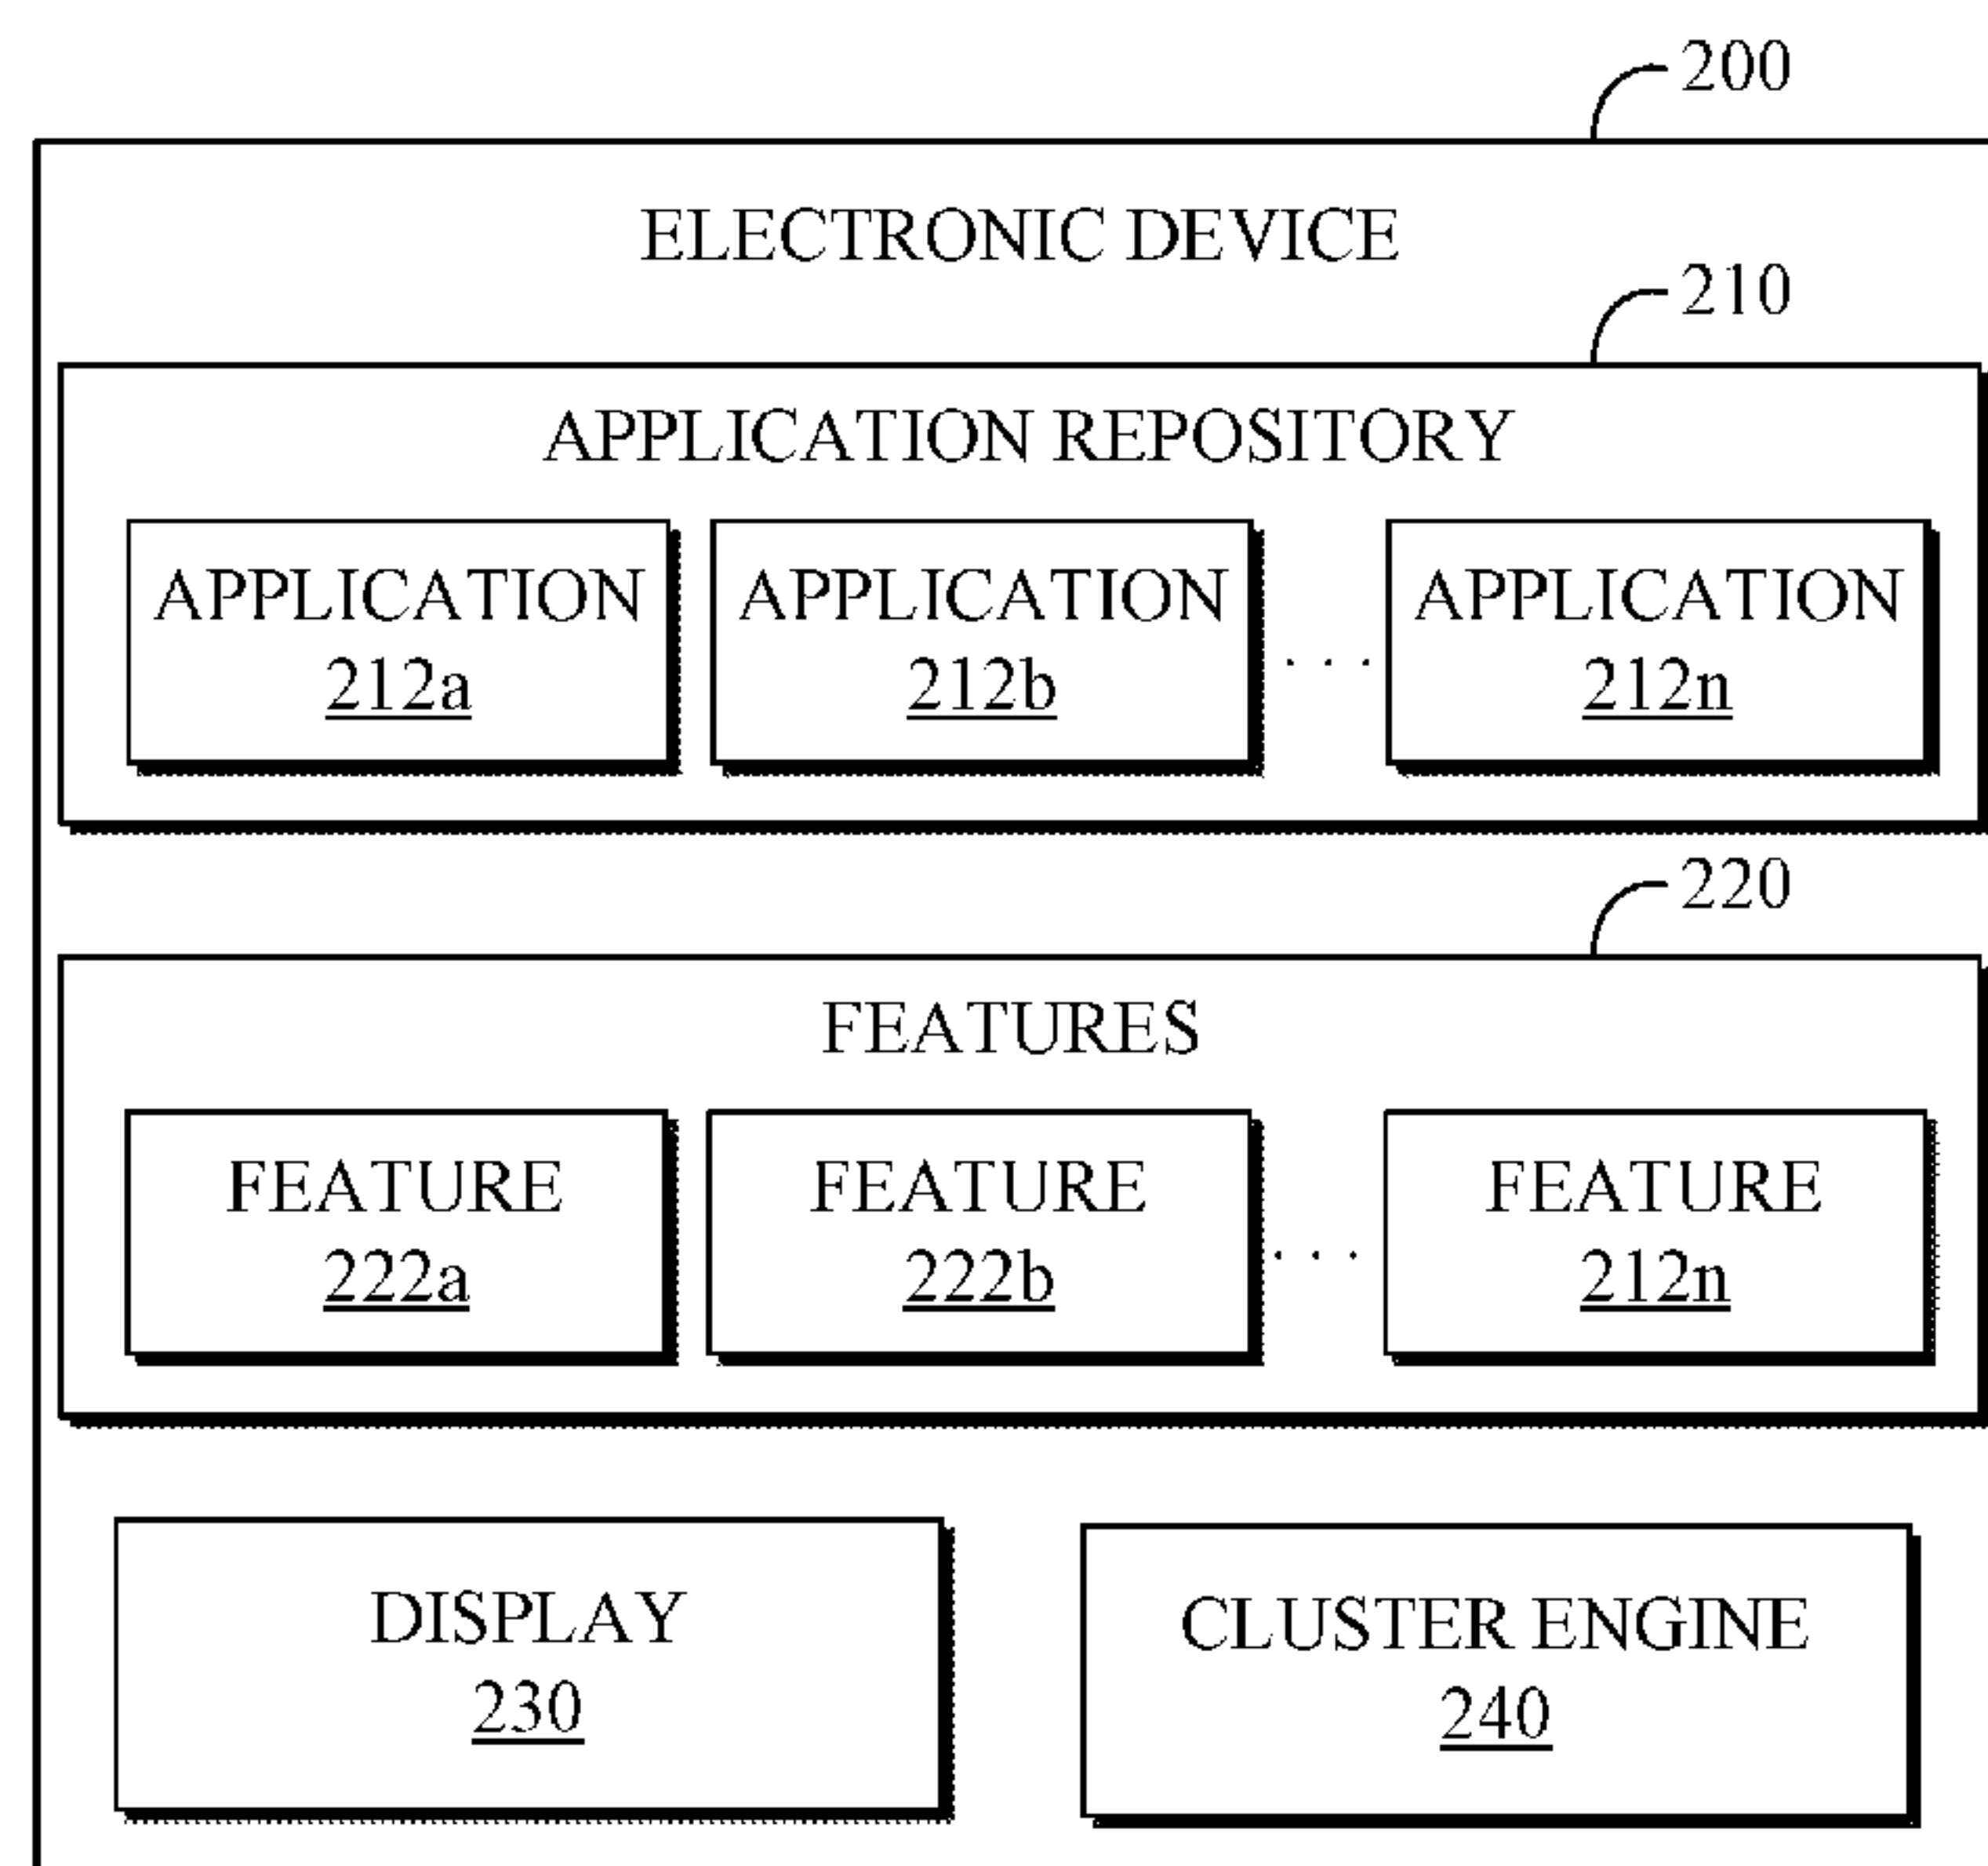 200
ELECTRONIC DEVICE
210
APPLICATION REPOSITORY
APPLICATION APPLICATION APPLICATION
212a 212b . . . 212n
220
FEATURES
FEATURE FEATURE FEATURE
222a 222b . . . 212n
DISPLAY CLUSTER ENGINE
230 240